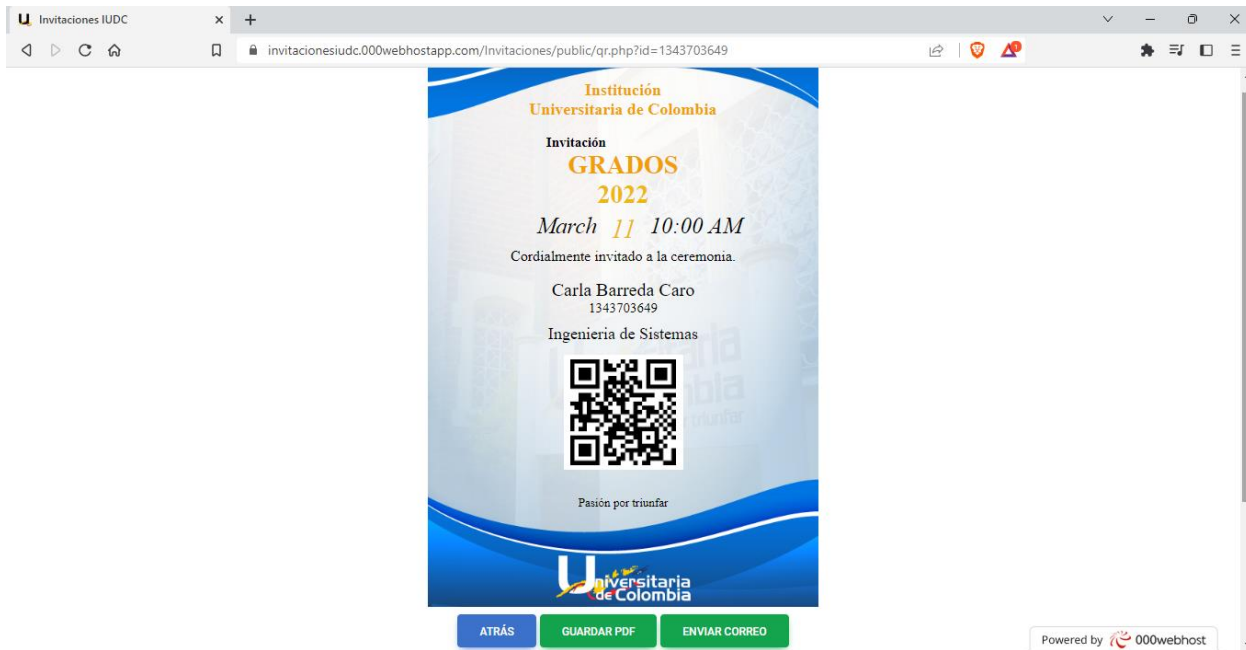 Invitaciones IUDC
invitacionesiudc.000webhostapp.com/Invitaciones/public/qr.php?id=1343703649
Institución
Universitaria de Colombia
Invitación
GRADOS
2022
March 11 10:00 AM
Cordialmente invitado a la ceremonia.
Carla Barreda Caro
1343703649
Ingenieria de Sistemas
Pasión por triunfar
Universitaria
de Colombia
ATRÁS GUARDAR PDF ENVIAR CORREO
Powered by 000webhost